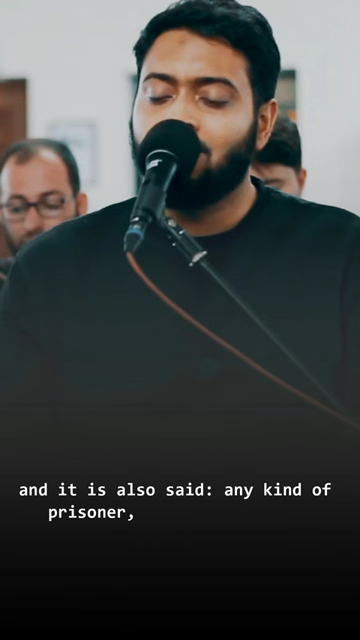 and it is also said: any kind of
prisoner,